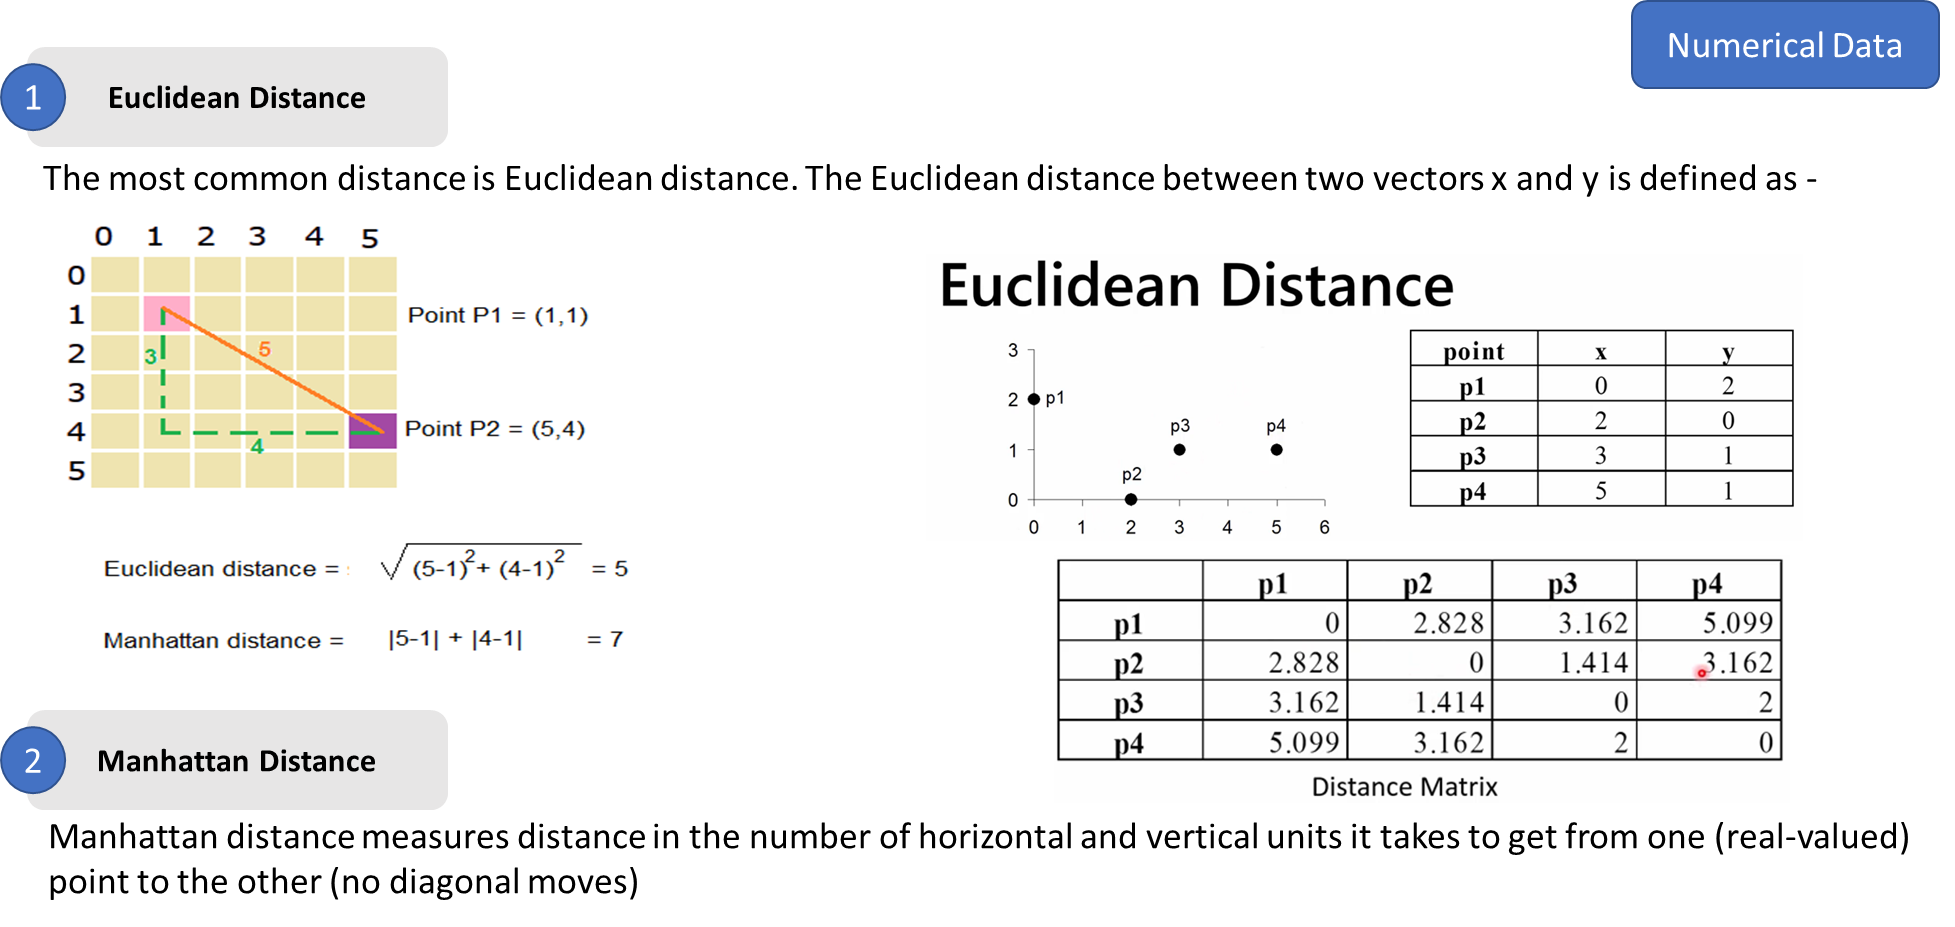 Numerical Data
1
Euclidean Distance
The most common distance is Euclidean distance. The Euclidean distance between two vectors x and y is defined as -
0 1 2 3 4 5
0
1
2
3
4
5
3
5
4
Point P1 = (1,1)
Point P2 = (5,4)
Euclidean distance = √(5-1)²+ (4-1)² = 5
Manhattan distance = |5-1| + |4-1| = 7
Euclidean Distance
3
2
1
0
0 1 2 3 4 5 6
p1
p2
p3
p4
point x y
p1 0 2
p2 2 0
p3 3 1
p4 5 1
p1 p2 p3 p4
p1 0 2.828 3.162 5.099
p2 2.828 0 1.414 3.162
p3 3.162 1.414 0 2
p4 5.099 3.162 2 0
Distance Matrix
2
Manhattan Distance
Manhattan distance measures distance in the number of horizontal and vertical units it takes to get from one (real-valued)
point to the other (no diagonal moves)